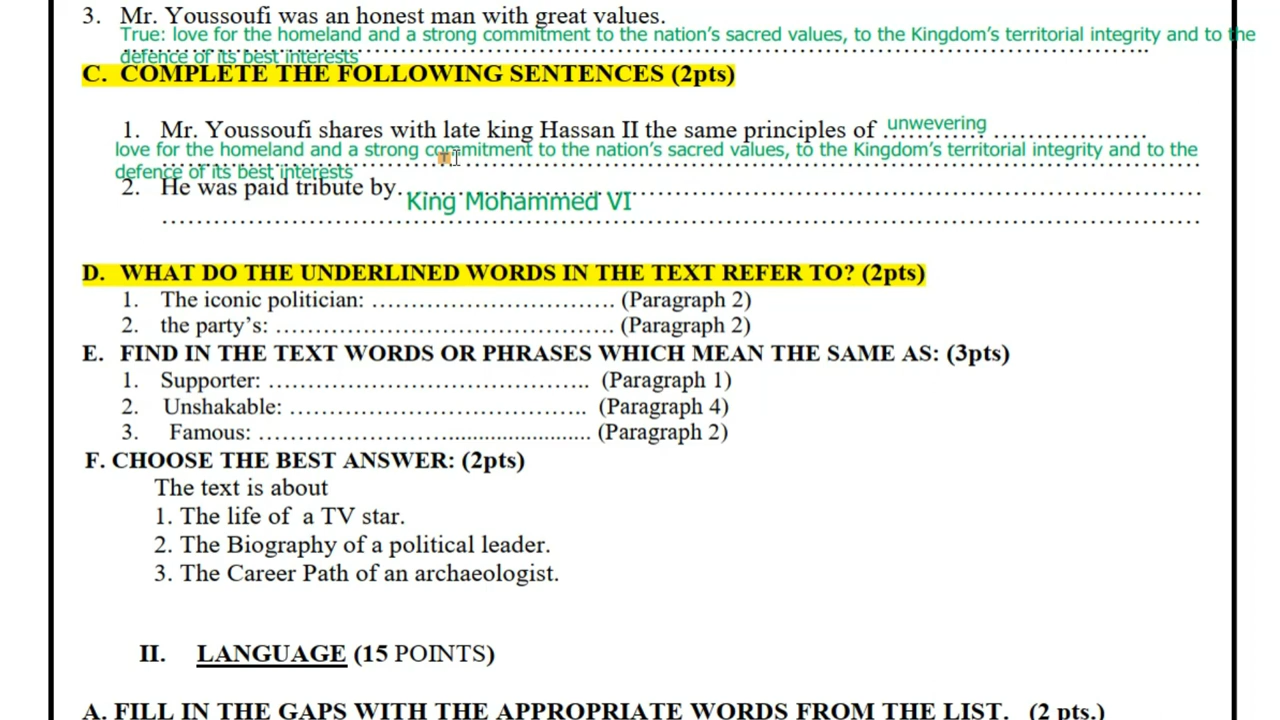 3. Mr. Youssoufi was an honest man with great values.
True: love for the homeland and a strong commitment to the nation's sacred values, to the Kingdom's territorial integrity and to the
defence of its best interests
C. COMPLETE THE FOLLOWING SENTENCES (2pts)
1. Mr. Youssoufi shares with late king Hassan II the same principles of unwevering
love for the homeland and a strong commitment to the nation's sacred values, to the Kingdom's territorial integrity and to the
defence of its best interests
2. He was paid tribute by. King Mohammed VI
D. WHAT DO THE UNDERLINED WORDS IN THE TEXT REFER TO? (2pts)
1. The iconic politician: ……………………………. (Paragraph 2)
2. the party's: ……………………………………. (Paragraph 2)
E. FIND IN THE TEXT WORDS OR PHRASES WHICH MEAN THE SAME AS: (3pts)
1. Supporter: ………………………………….. (Paragraph 1)
2. Unshakable: ……………………………….. (Paragraph 4)
3. Famous: ……………………........................ (Paragraph 2)
F. CHOOSE THE BEST ANSWER: (2pts)
The text is about
1. The life of a TV star.
2. The Biography of a political leader.
3. The Career Path of an archaeologist.
II. LANGUAGE (15 POINTS)
A. FILL IN THE GAPS WITH THE APPROPRIATE WORDS FROM THE LIST. (2 pts.)